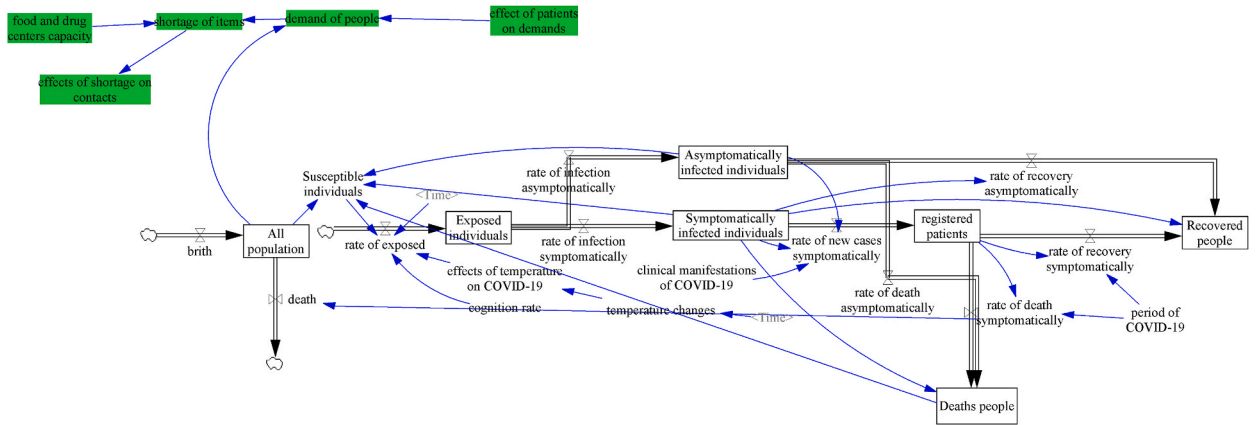 food and drug
centers capacity
shortage of items
demand of people
effect of patients
on demands
effects of shortage on
contacts
Asymptomatically
infected individuals
rate of infection
asymptomatically
Susceptible
individuals
<Time>
rate of recovery
asymptomatically
All
population
brith
rate of exposed
Exposed
individuals
rate of infection
symptomatically
Symptomatically
infected individuals
rate of new cases
symptomatically
registered
patients
Recovered
people
rate of recovery
symptomatically
effects of temperature
on COVID-19
clinical manifestations
of COVID-19
death
cognition rate
temperature changes
<Time>
rate of death
asymptomatically
rate of death
symptomatically
period of
COVID-19
Deaths people